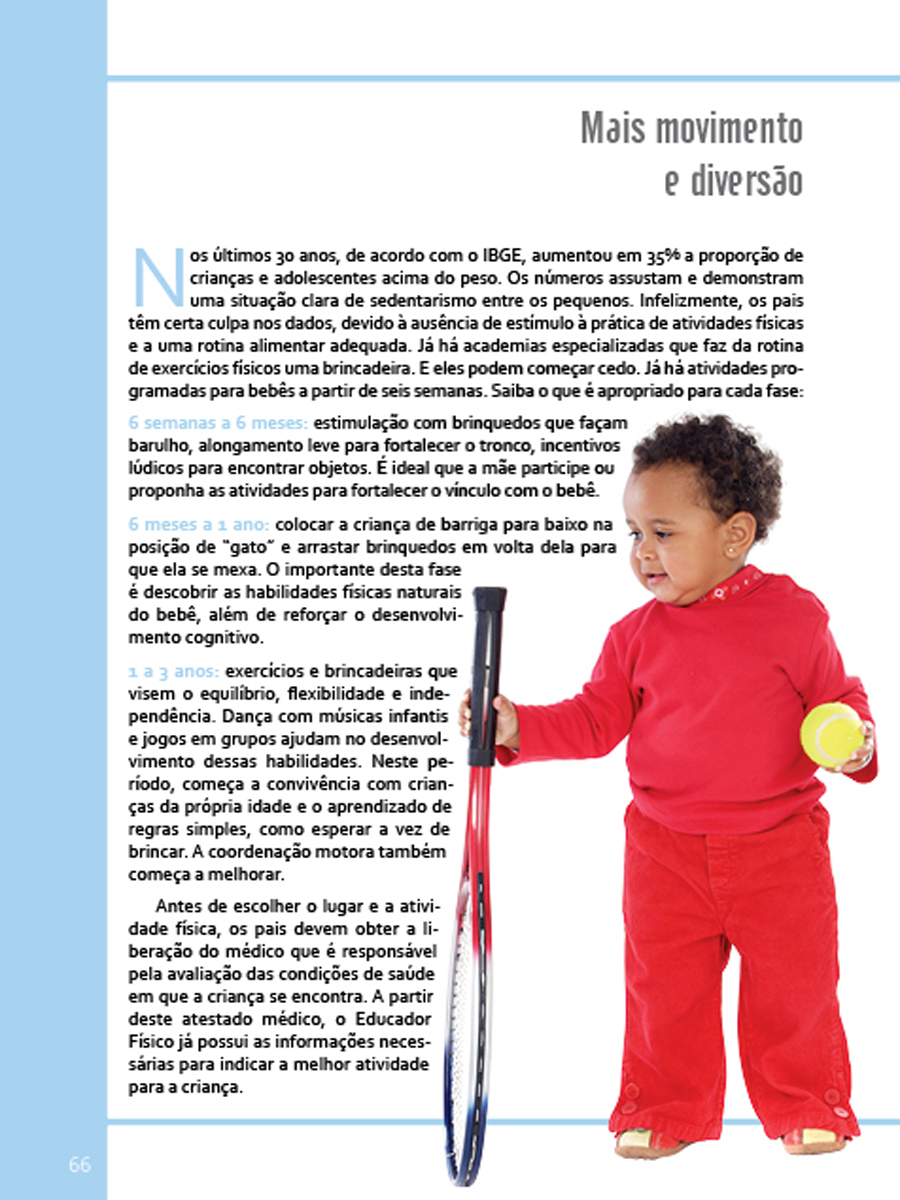 Mais movimento
e diversão
Nos últimos 30 anos, de acordo com o IBGE, aumentou em 35% a proporção de
crianças e adolescentes acima do peso. Os números assustam e demonstram
uma situação clara de sedentarismo entre os pequenos. Infelizmente, os pais
têm certa culpa nos dados, devido à ausência de estímulo à prática de atividades físicas
e a uma rotina alimentar adequada. Já há academias especializadas que faz da rotina
de exercícios físicos uma brincadeira. E eles podem começar cedo. Já há atividades pro-
gramadas para bebês a partir de seis semanas. Saiba o que é apropriado para cada fase:
6 semanas a 6 meses: estimulação com brinquedos que façam
barulho, alongamento leve para fortalecer o tronco, incentivos
lúdicos para encontrar objetos. É ideal que a mãe participe ou
proponha as atividades para fortalecer o vínculo com o bebê.
6 meses a 1 ano: colocar a criança de barriga para baixo na
posição de "gato" e arrastar brinquedos em volta dela para
que ela se mexa. O importante desta fase
é descobrir as habilidades físicas naturais
do bebê, além de reforçar o desenvolvi-
mento cognitivo.
1 a 3 anos: exercícios e brincadeiras que
visem o equilíbrio, flexibilidade e inde-
pendência. Dança com músicas infantis
e jogos em grupos ajudam no desenvol-
vimento dessas habilidades. Neste pe-
ríodo, começa a convivência com crian-
ças da própria idade e o aprendizado de
regras simples, como esperar a vez de
brincar. A coordenação motora também
começa a melhorar.
Antes de escolher o lugar e a ativi-
dade física, os pais devem obter a li-
beração do médico que é responsável
pela avaliação das condições de saúde
em que a criança se encontra. A partir
deste atestado médico, o Educador
Físico já possui as informações neces-
sárias para indicar a melhor atividade
para a criança.
66